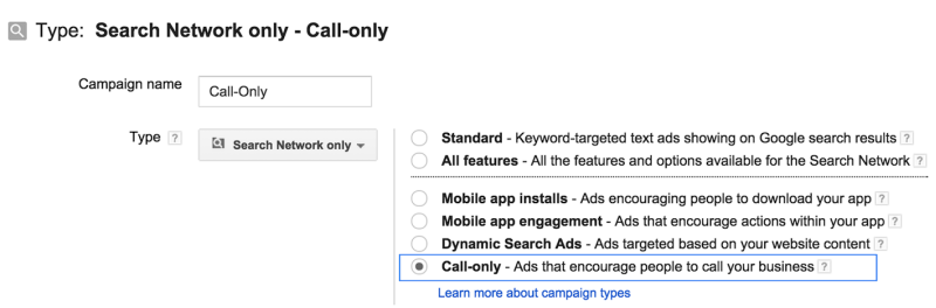 Type: Search Network only - Call-only
Campaign name
Call-Only
Type ?
Search Network only
Standard - Keyword-targeted text ads showing on Google search results ?
All features - All the features and options available for the Search Network ?
Mobile app installs - Ads encouraging people to download your app ?
Mobile app engagement - Ads that encourage actions within your app ?
Dynamic Search Ads - Ads targeted based on your website content ?
Call-only - Ads that encourage people to call your business ?
Learn more about campaign types